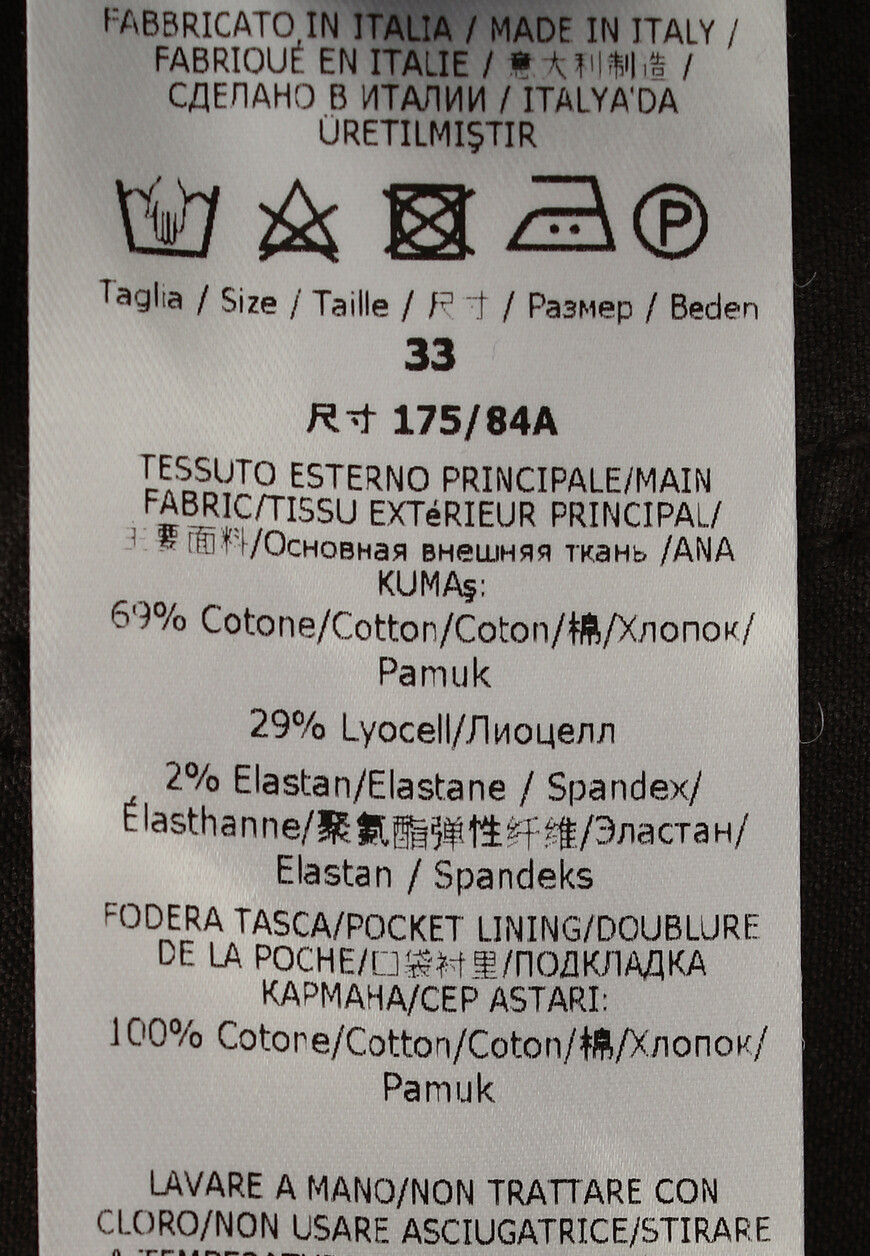 FABBRICATO IN ITALIA / MADE IN ITALY /
FABRIQUÉ EN ITALIE / 意大利制造 /
СДЕЛАНО В ИТАЛИИ / ITALYA'DA
ÜRETILMIŞTIR
P
Taglia / Size / Taille / 尺寸 / Размер / Beden
33
尺寸 175/84A
TESSUTO ESTERNO PRINCIPALE/MAIN
FABRIC/TISSU EXTéRIEUR PRINCIPAL/
主要面料/Основная внешняя ткань /ANA
KUMAş:
69% Cotone/Cotton/Coton/棉/Хлопок/
Pamuk
29% Lyocell/Лиоцелл
2% Elastan/Elastane / Spandex/
Élasthanne/聚氨酯弹性纤维/Эластан/
Elastan / Spandeks
FODERA TASCA/POCKET LINING/DOUBLURE
DE LA POCHE/口袋衬里/ПОДКЛАДКА
КАРМАНА/CEP ASTARI:
100% Cotone/Cotton/Coton/棉/Хлопок/
Pamuk
LAVARE A MANO/NON TRATTARE CON
CLORO/NON USARE ASCIUGATRICE/STIRARE